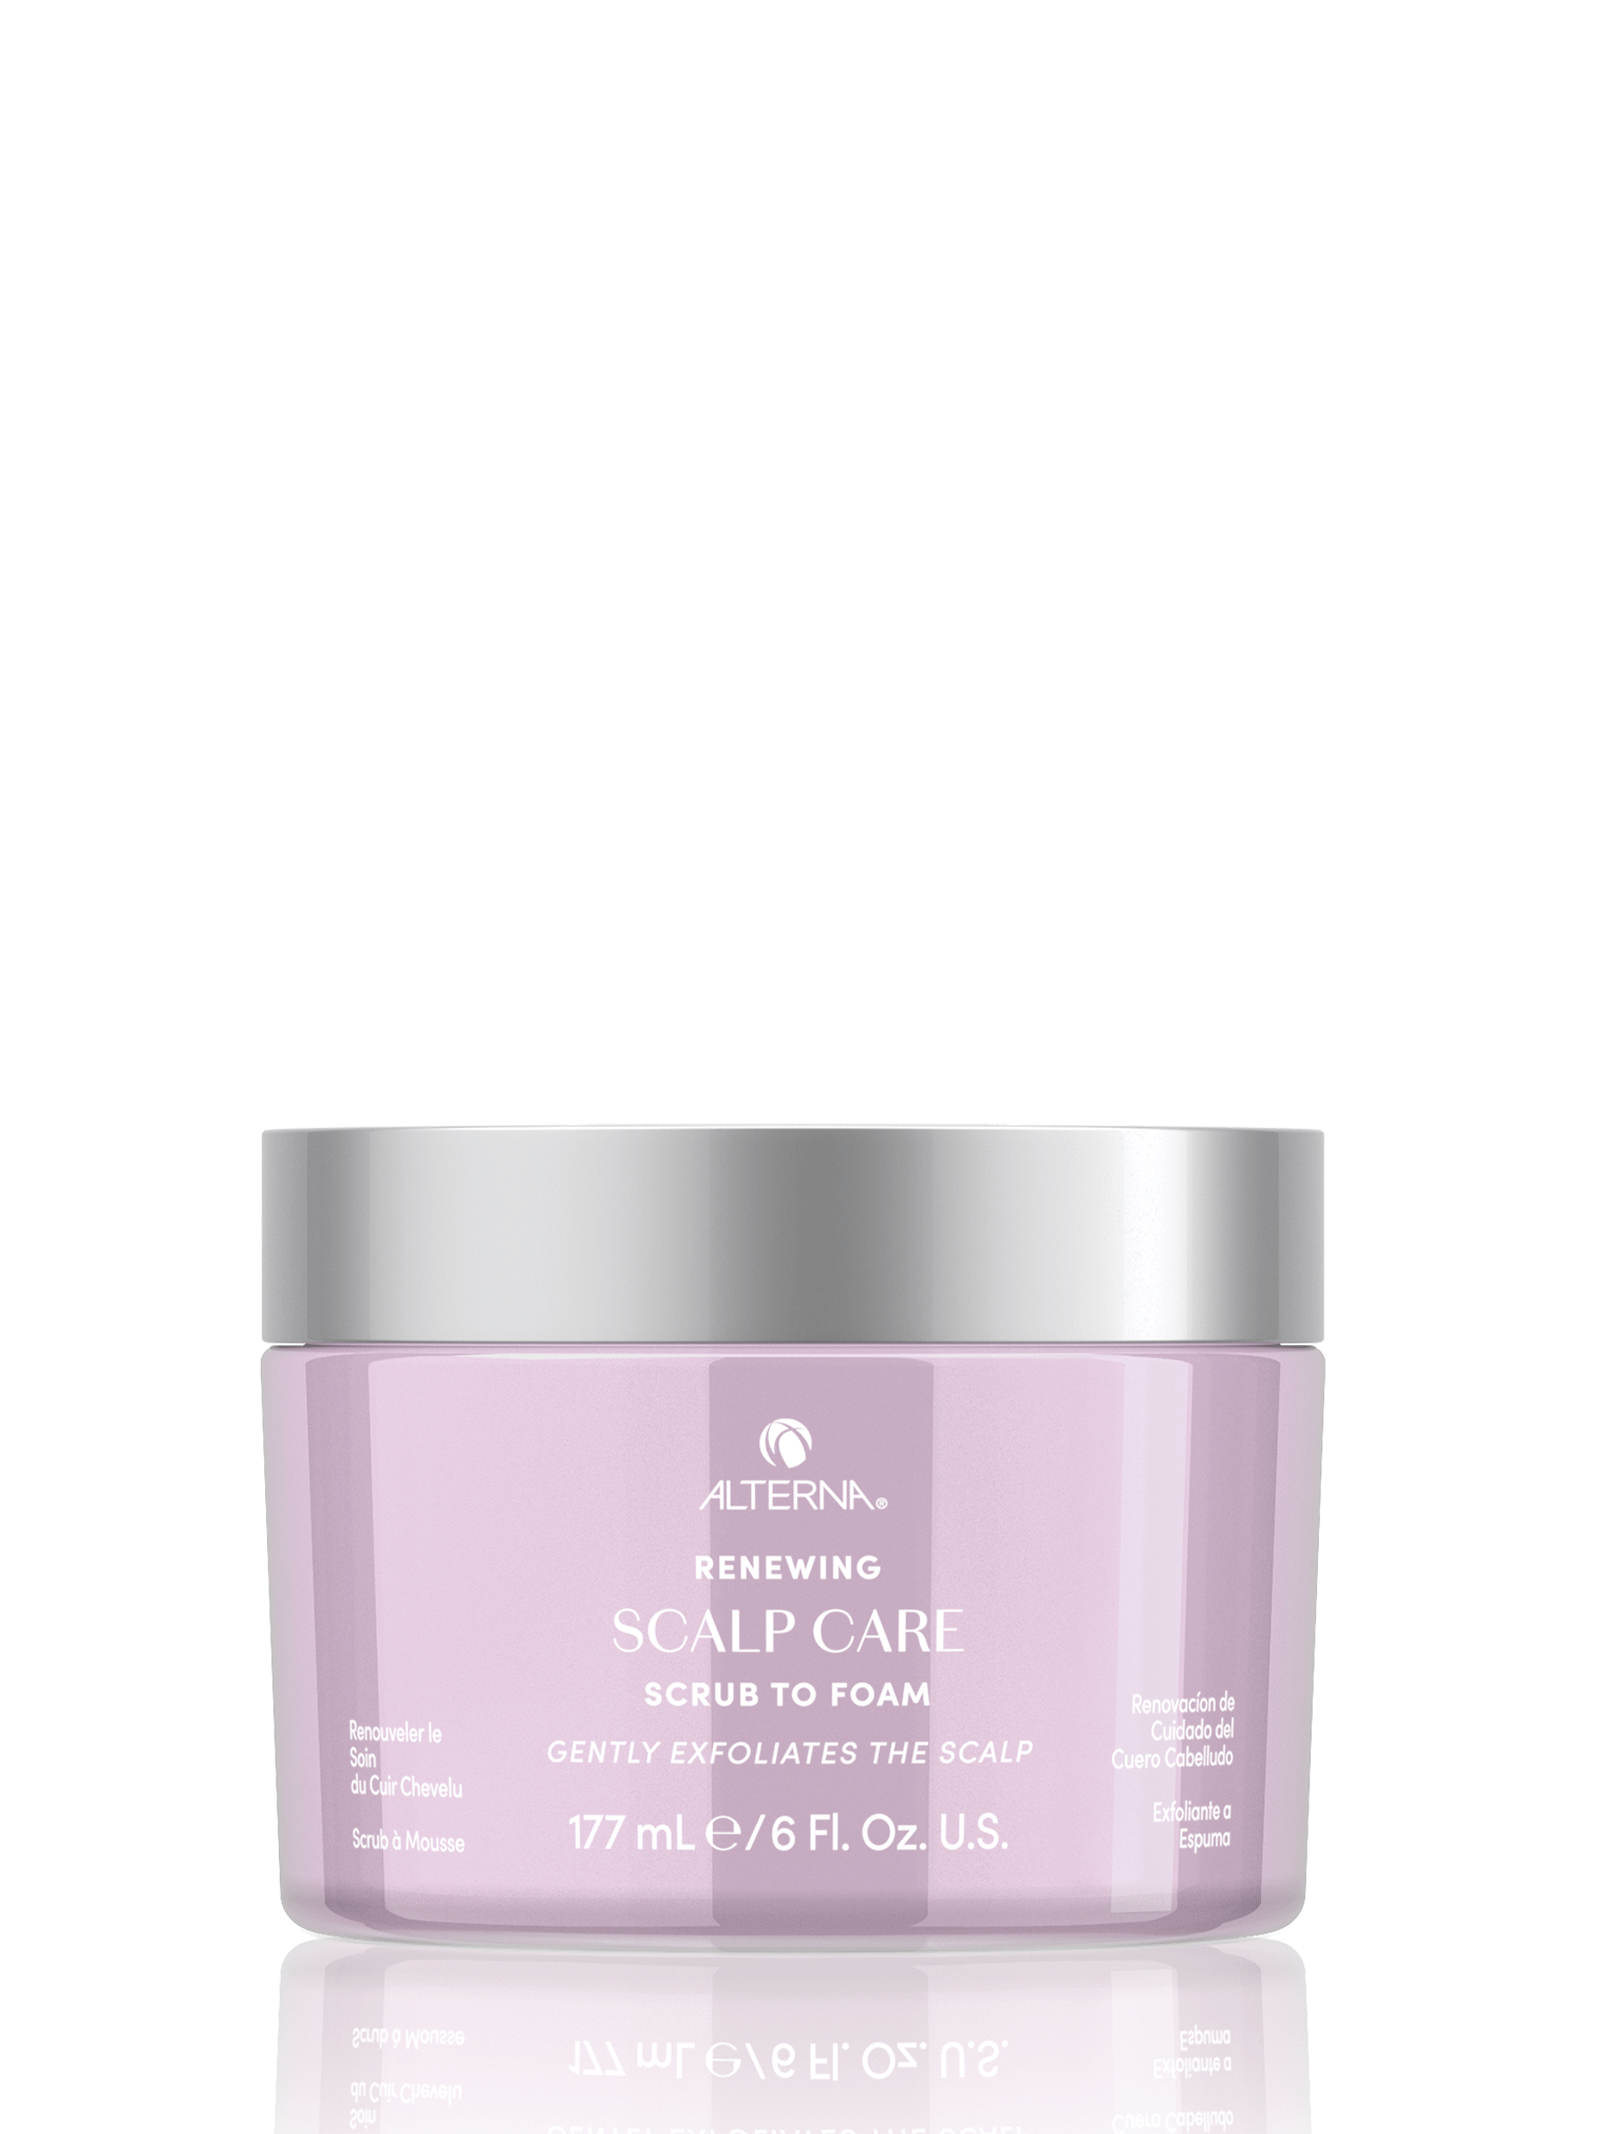 ALTERNA®
RENEWING
SCALP CARE
SCRUB TO FOAM
GENTLY EXFOLIATES THE SCALP
177 mL ℮/6 Fl. Oz. U.S.
Renouveler le
Soin
du Cuir Chevelu
Scrub à Mousse
Renovacíon de
Cuidado del
Cuero Cabelludo
Exfoliante a
Espuma